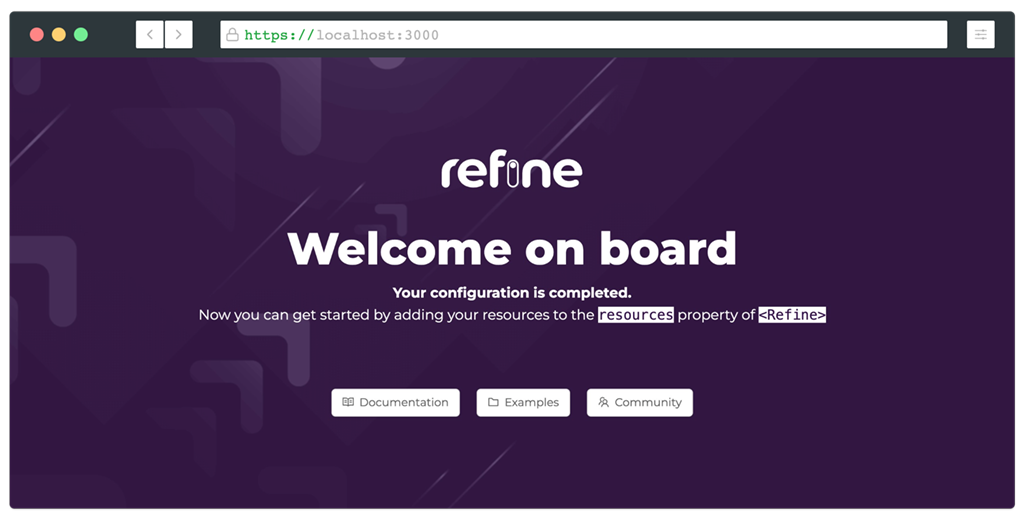 https://localhost:3000
refine
Welcome on board
Your configuration is completed.
Now you can get started by adding your resources to the resources property of <Refine>
Documentation Examples Community